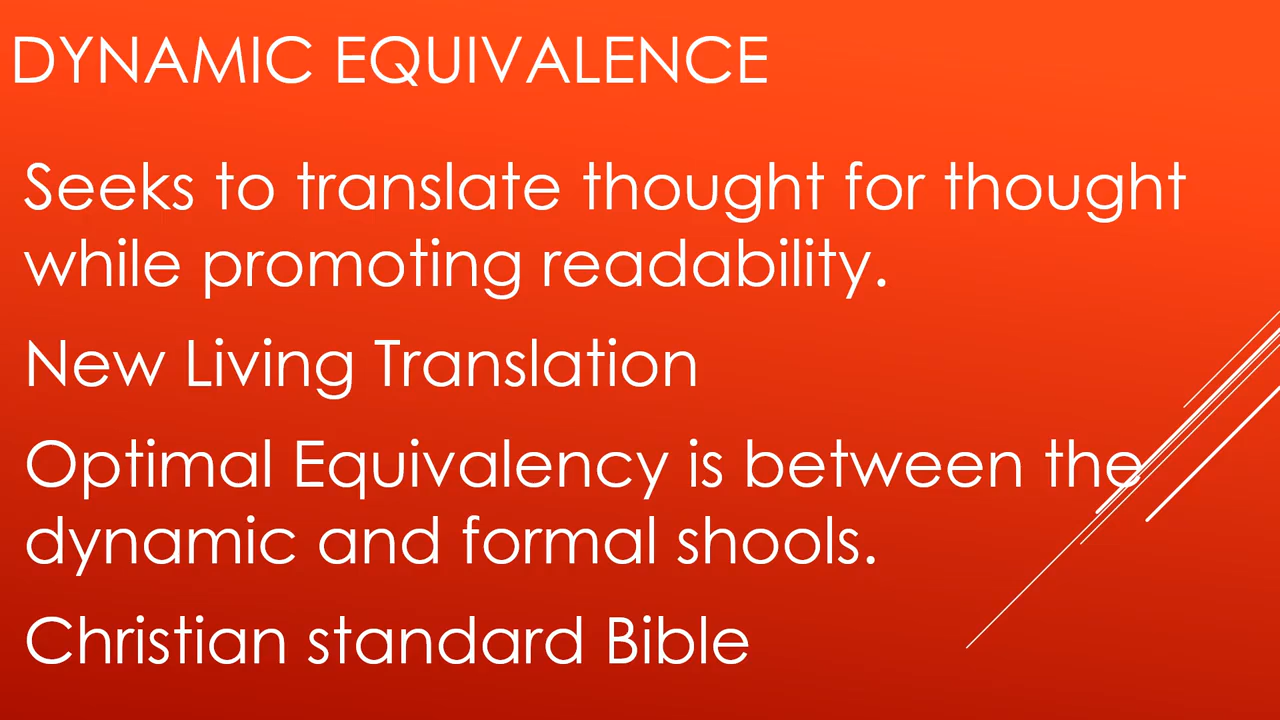 DYNAMIC EQUIVALENCE
Seeks to translate thought for thought
while promoting readability.
New Living Translation
Optimal Equivalency is between the
dynamic and formal shools.
Christian standard Bible